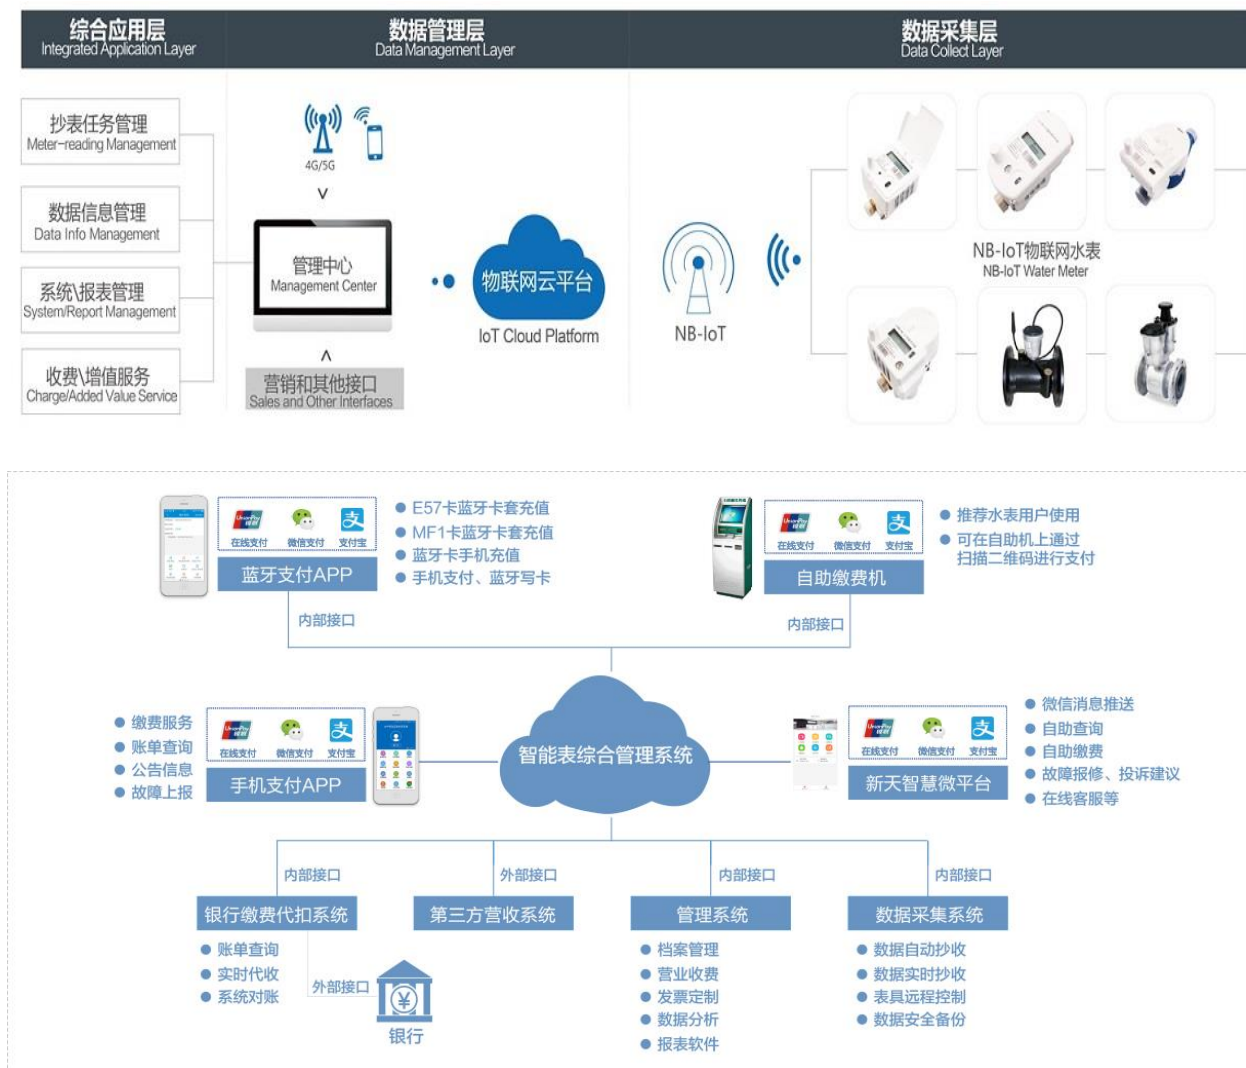 综合应用层
Integrated Application Layer
数据管理层
Data Management Layer
数据采集层
Data Collect Layer
抄表任务管理
Meter-reading Management
数据信息管理
Data Info Management
系统\报表管理
System/Report Management
收费\增值服务
Charge/Added Value Service
4G/5G
管理中心
Management Center
营销和其他接口
Sales and Other Interfaces
物联网云平台
IoT Cloud Platform
NB-IoT
NB-IoT物联网水表
NB-IoT Water Meter
UnionPay
银联
在线支付
微信支付
支
支付宝
蓝牙支付APP
E57卡蓝牙卡套充值
MF1卡蓝牙卡套充值
蓝牙卡手机充值
手机支付、蓝牙写卡
UnionPay
银联
在线支付
微信支付
支
支付宝
自助缴费机
推荐水表用户使用
可在自助机上通过
扫描二维码进行支付
内部接口
内部接口
缴费服务
账单查询
公告信息
故障上报
UnionPay
银联
在线支付
微信支付
支
支付宝
手机支付APP
智能表综合管理系统
UnionPay
银联
在线支付
微信支付
支
支付宝
新天智慧微平台
微信消息推送
自助查询
自助缴费
故障报修、投诉建议
在线客服等
内部接口
外部接口
内部接口
内部接口
银行缴费代扣系统
第三方营收系统
管理系统
数据采集系统
账单查询
实时代收
系统对账
外部接口
¥
银行
档案管理
营业收费
发票定制
数据分析
报表软件
数据自动抄收
数据实时抄收
表具远程控制
数据安全备份